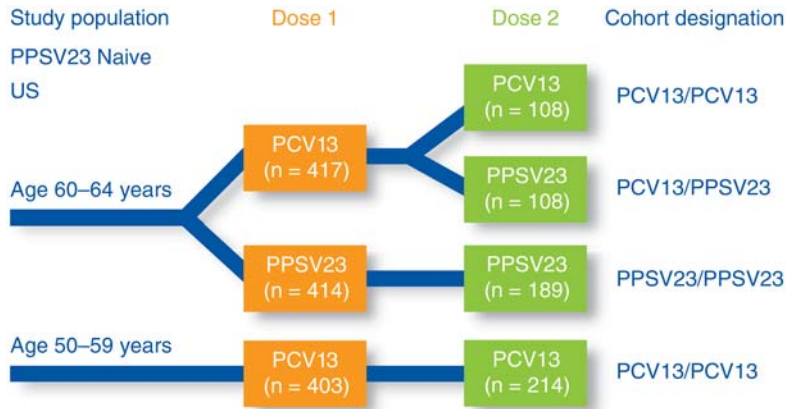 Study population
Dose 1
Dose 2
Cohort designation
PPSV23 Naive
US
Age 60–64 years
PCV13
(n = 417)
PCV13
(n = 108)
PCV13/PCV13
PPSV23
(n = 108)
PCV13/PPSV23
PPSV23
(n = 414)
PPSV23
(n = 189)
PPSV23/PPSV23
Age 50–59 years
PCV13
(n = 403)
PCV13
(n = 214)
PCV13/PCV13